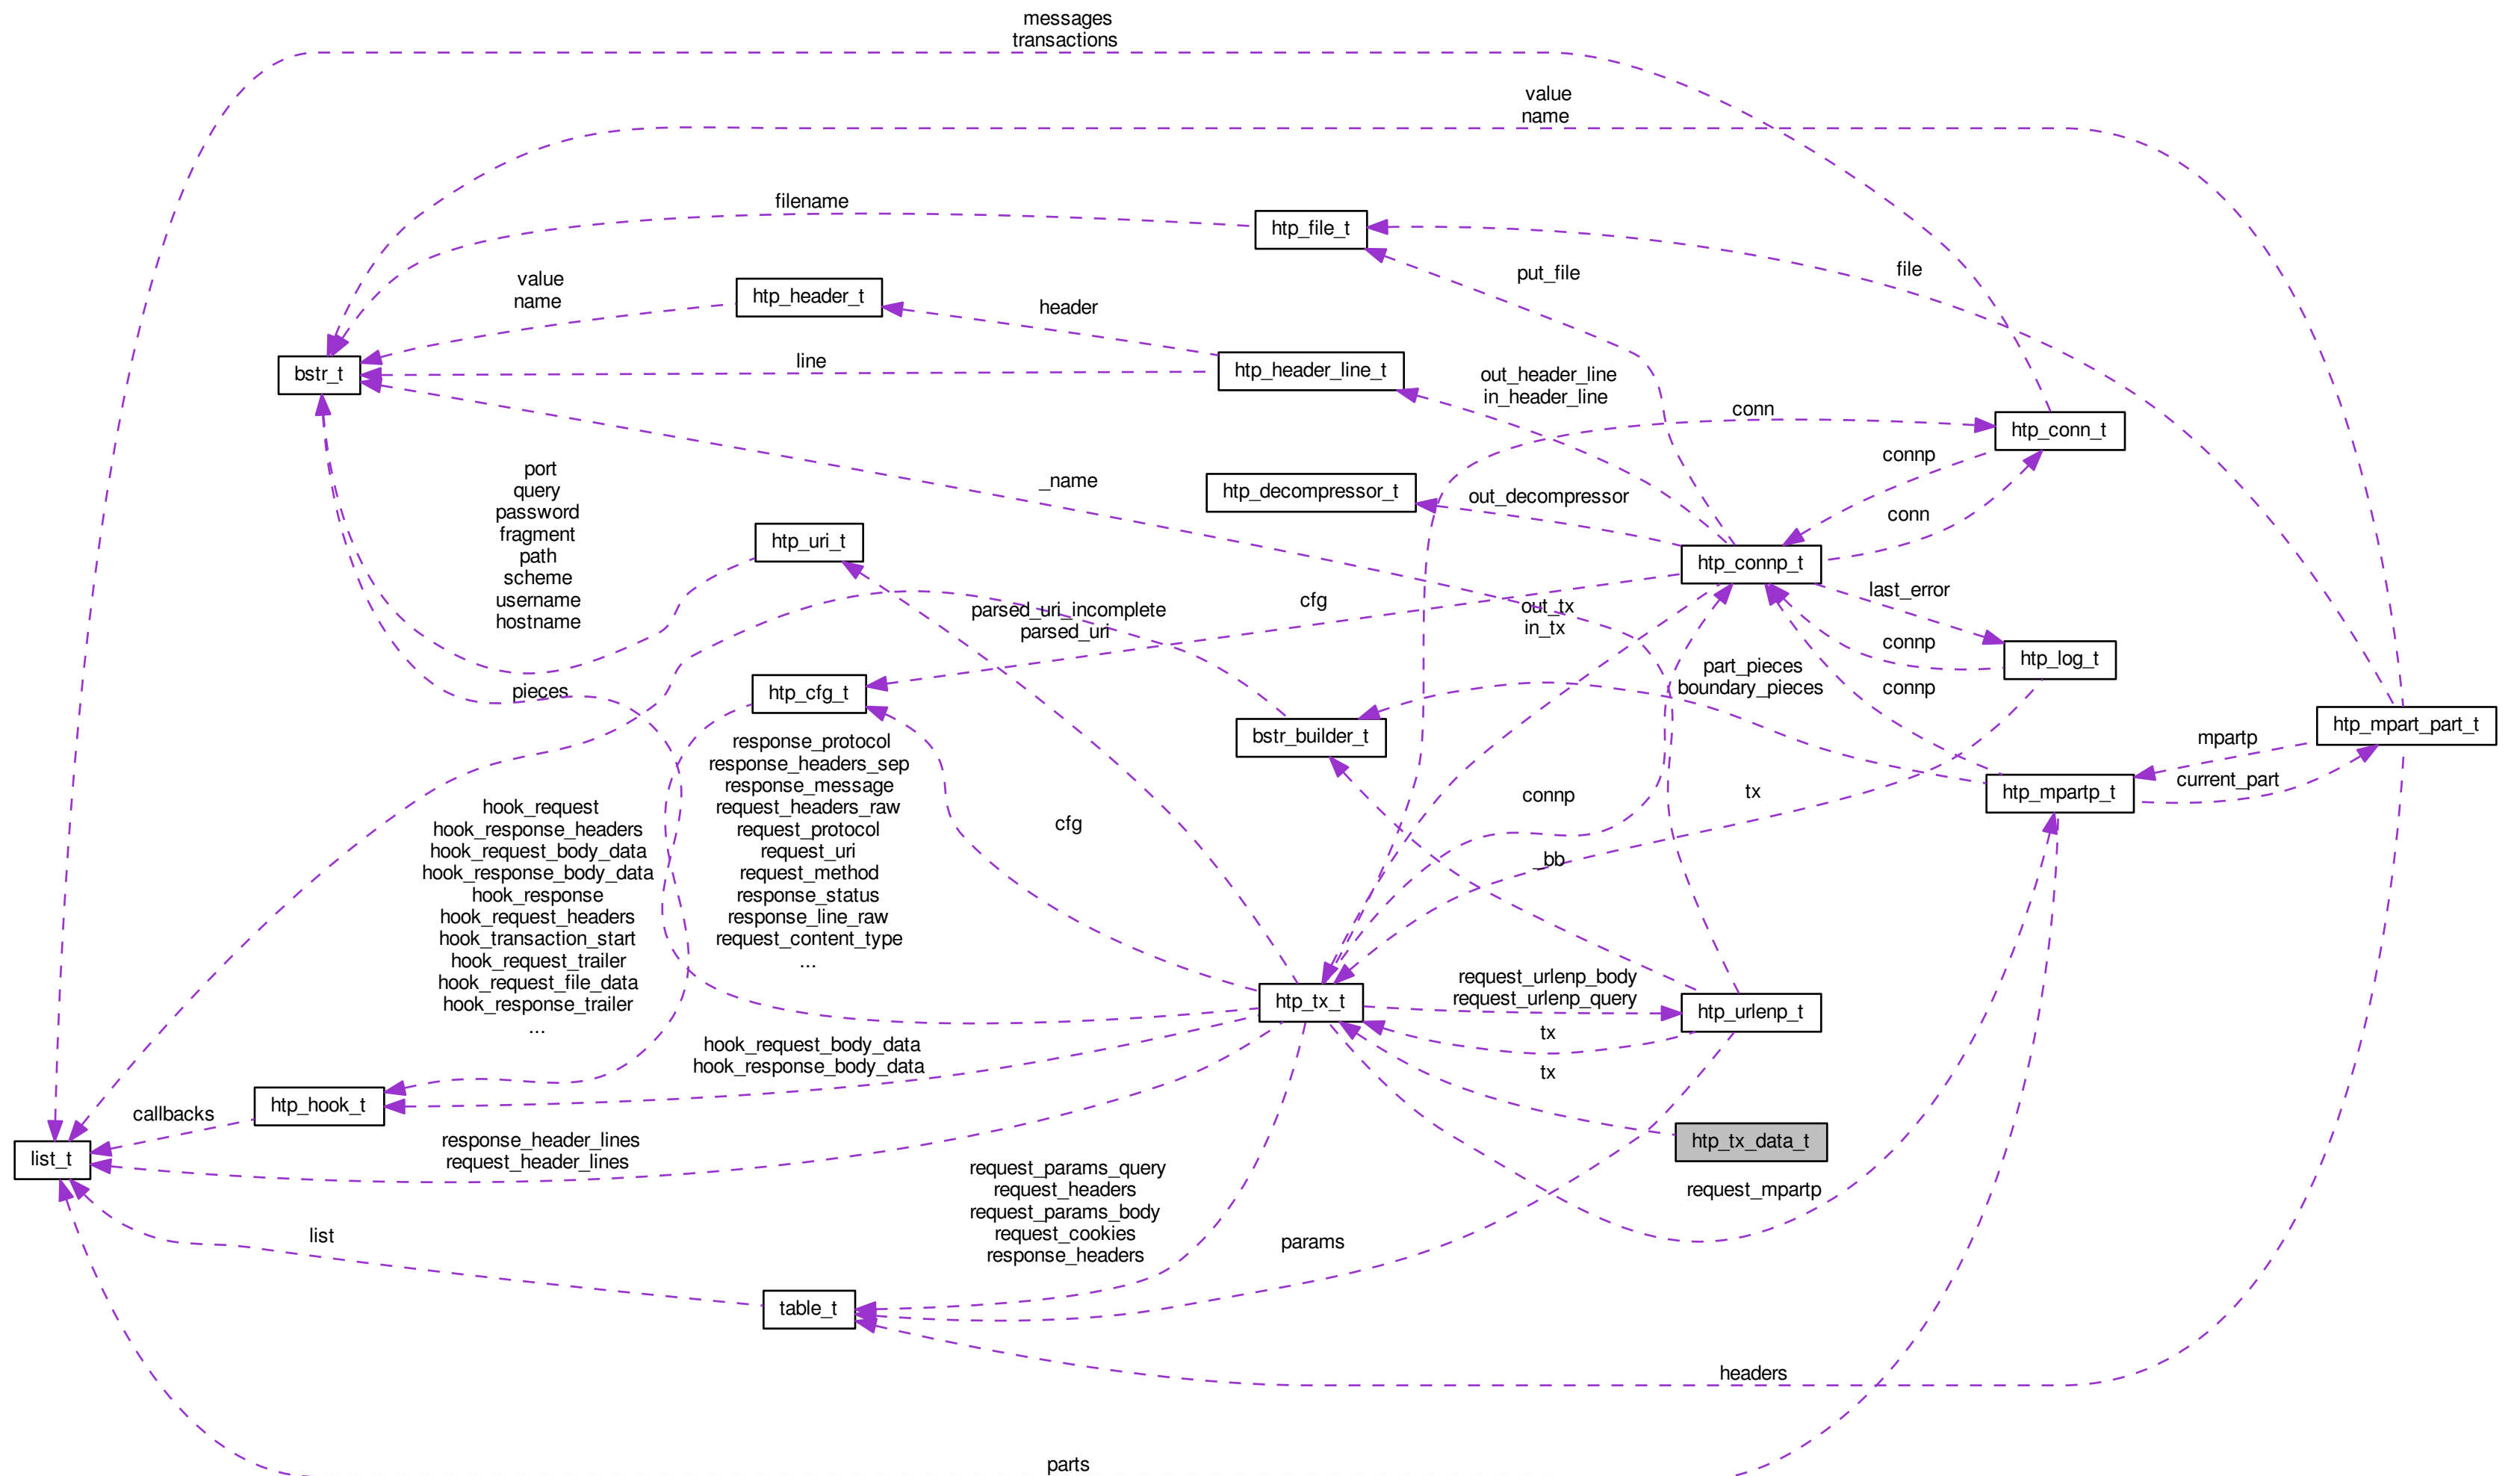 messages
transactions
value
name
filename
htp_file_t
file
put_file
value
name
htp_header_t
header
line
htp_header_line_t
bstr_t
out_header_line
in_header_line
conn
htp_conn_t
connp
port
query
password
fragment
path
scheme
username
hostname
_name
htp_decompressor_t
out_decompressor
conn
htp_uri_t
htp_connp_t
last_error
parsed_uri_incomplete
parsed_uri
cfg
out_tx
in_tx
connp
htp_log_t
pieces
htp_cfg_t
part_pieces
boundary_pieces
connp
bstr_builder_t
htp_mpart_part_t
mpartp
current_part
htp_mpartp_t
response_protocol
response_headers_sep
response_message
request_headers_raw
request_protocol
request_uri
request_method
response_status
response_line_raw
request_content_type
...
hook_request
hook_response_headers
hook_request_body_data
hook_response_body_data
hook_response
hook_request_headers
hook_transaction_start
hook_request_trailer
hook_request_file_data
hook_response_trailer
...
cfg
connp
tx
_bb
htp_tx_t
request_urlenp_body
request_urlenp_query
htp_urlenp_t
tx
hook_request_body_data
hook_response_body_data
tx
htp_hook_t
callbacks
htp_tx_data_t
list_t
response_header_lines
request_header_lines
request_params_query
request_headers
request_params_body
request_cookies
response_headers
request_mpartp
list
params
table_t
headers
parts